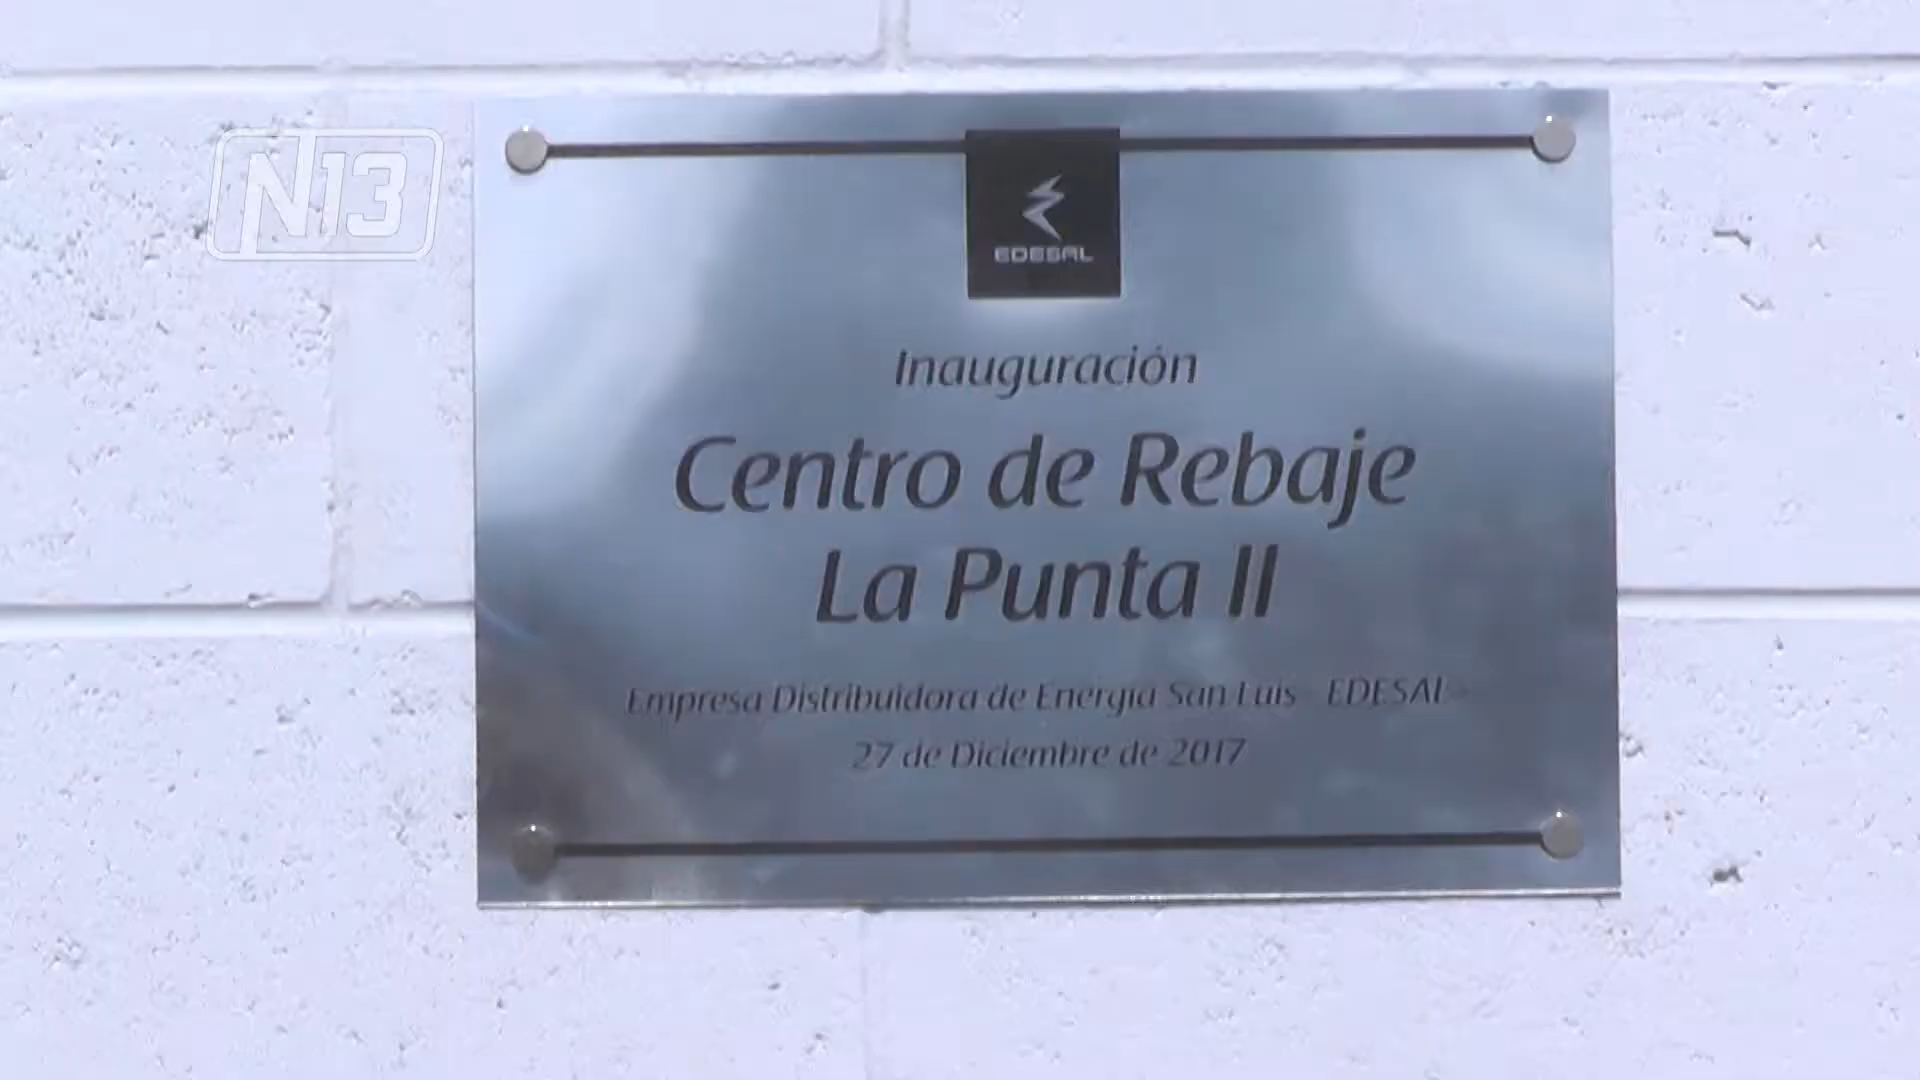 N13
EDESAL
Inauguración
Centro de Rebaje
La Punta II
Empresa Distribuidora de Energía San Luis - EDESAL -
27 de Diciembre de 2017